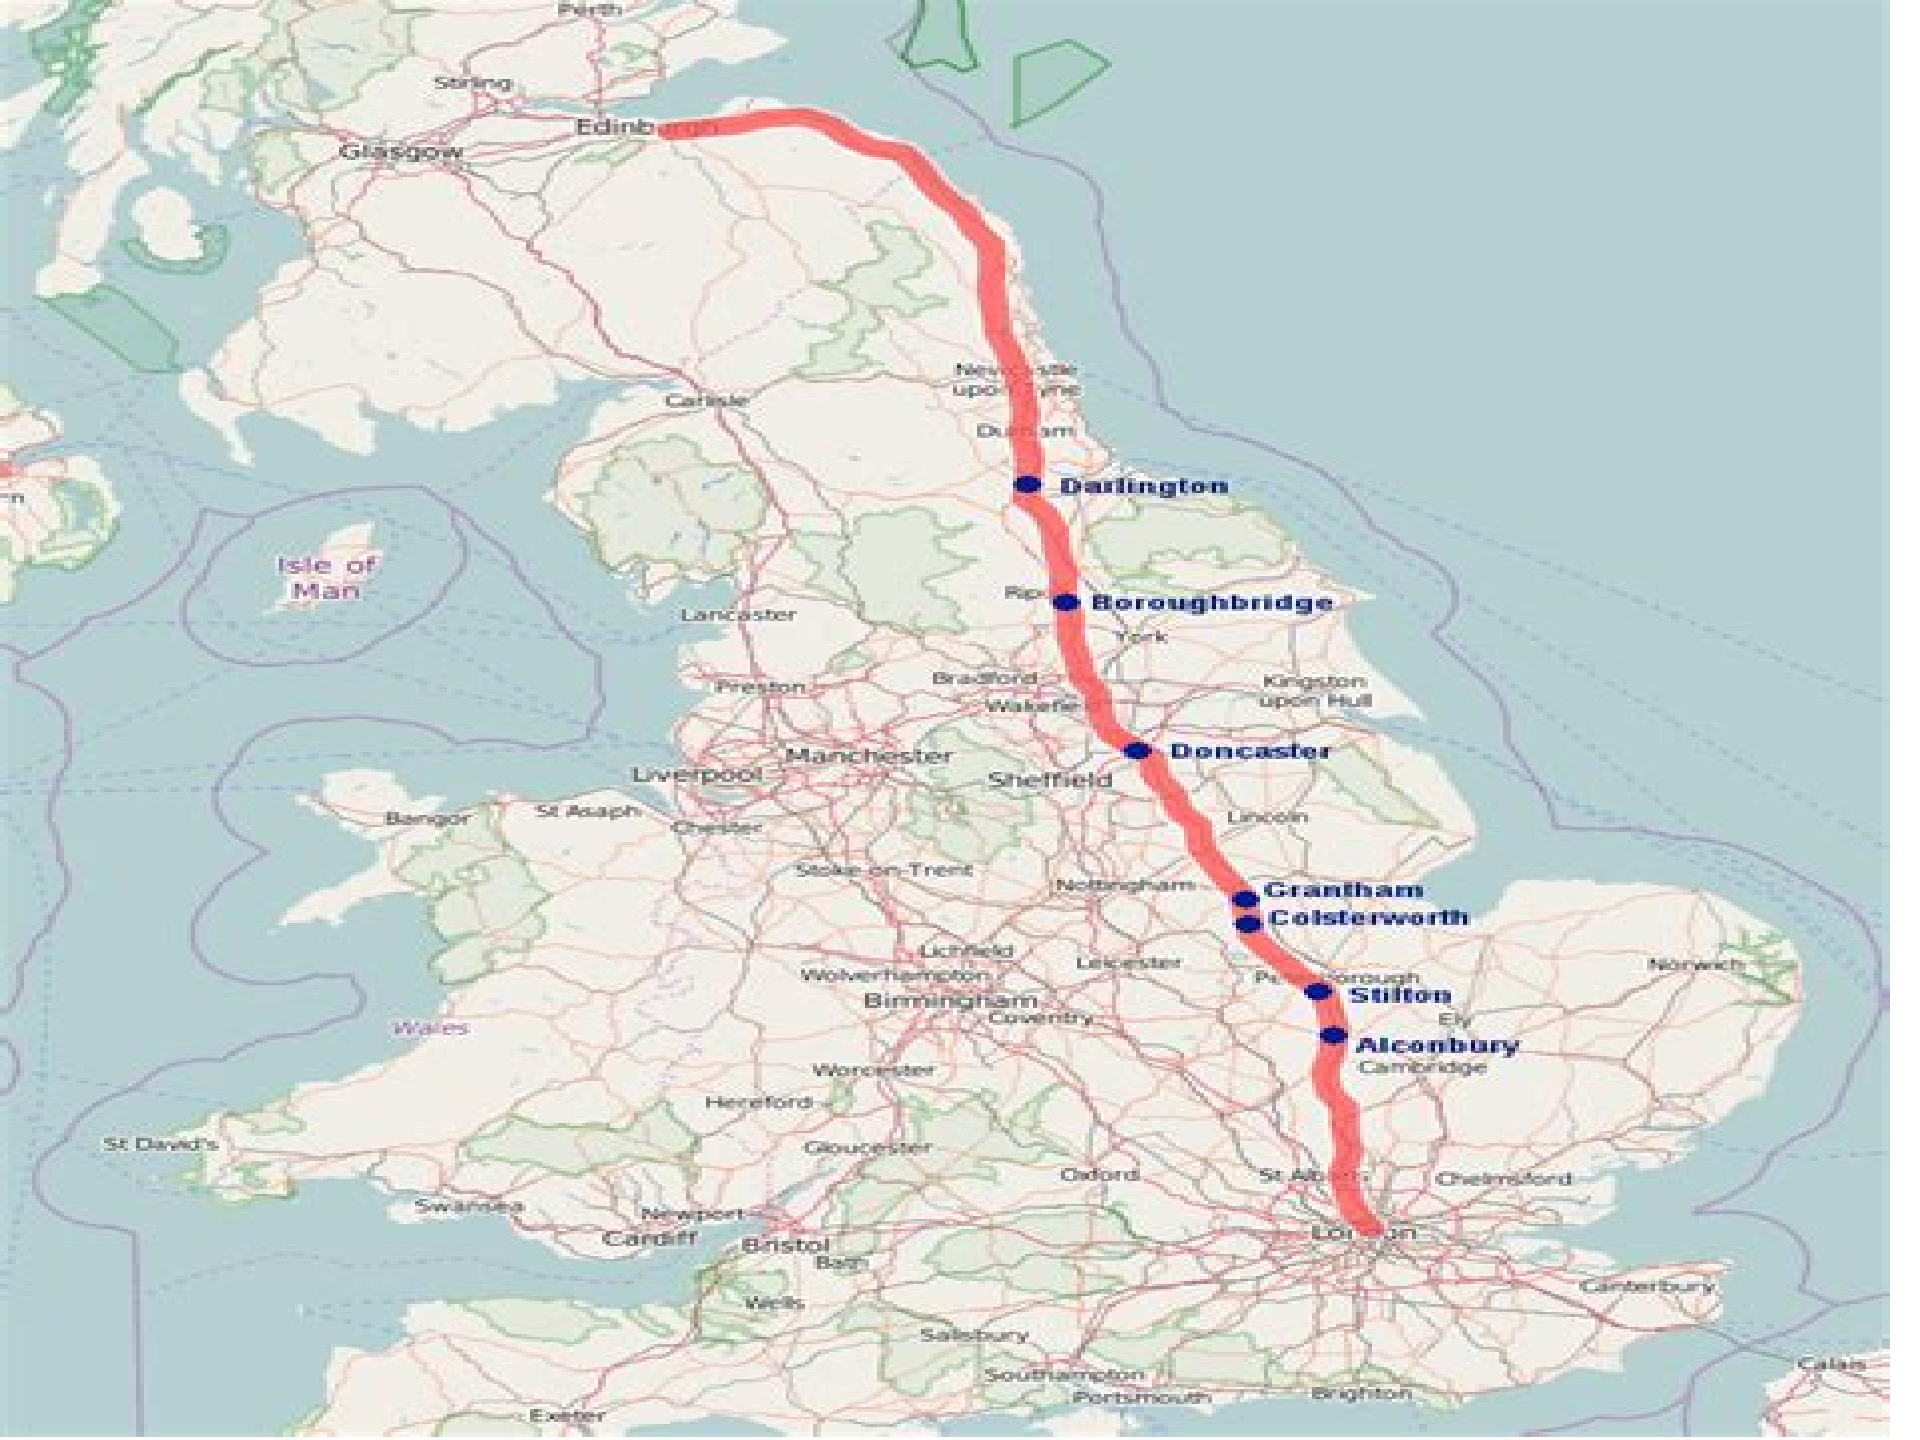 Perth
Stirling
Edinburgh
Glasgow
Newcastle
upon Tyne
Carlisle
Durham
Darlington
Isle of
Man
Boroughbridge
Lancaster
York
Bradford
Kingston
upon Hull
Preston
Doncaster
Manchester
Liverpool
Sheffield
St Asaph
Bangor
Lincoln
Chester
Stoke-on-Trent
Nottingham
Grantham
Colsterworth
Lichfield
Leicester
Norwich
Wolverhampton
Stilton
Birmingham
Coventry
Ely
Wales
Alconbury
Cambridge
Worcester
Hereford
St David's
Gloucester
Oxford
St Albans
Chelmsford
Swansea
Newport
London
Cardiff
Bristol
Bath
Canterbury
Wells
Salisbury
Calais
Southampton
Brighton
Portsmouth
Exeter